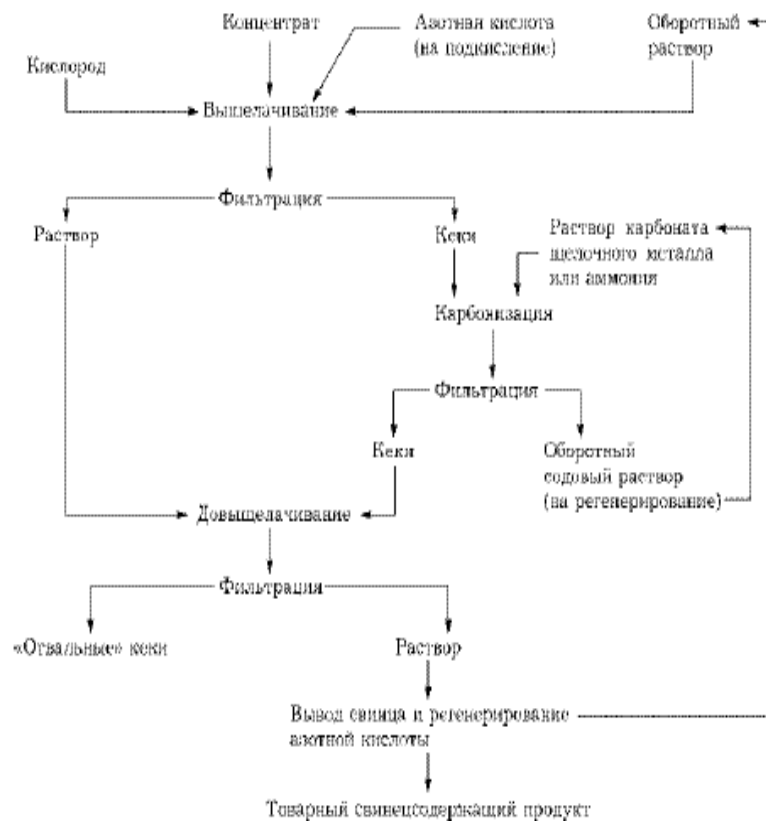 Концентрат
Азотная кислота
(на подкисление)
Оборотный
раствор
Кислород
Выщелачивание
Фильтрация
Раствор
Кеки
Раствор карбоната
щелочного металла
или аммония
Карбонизация
Фильтрация
Кеки
Оборотный
содовый раствор
(на регенерирование)
Довыщелачивание
Фильтрация
«Отвальные» кеки
Раствор
Вывод свинца и регенерирование
азотной кислоты
Товарный свинецсодержащий продукт